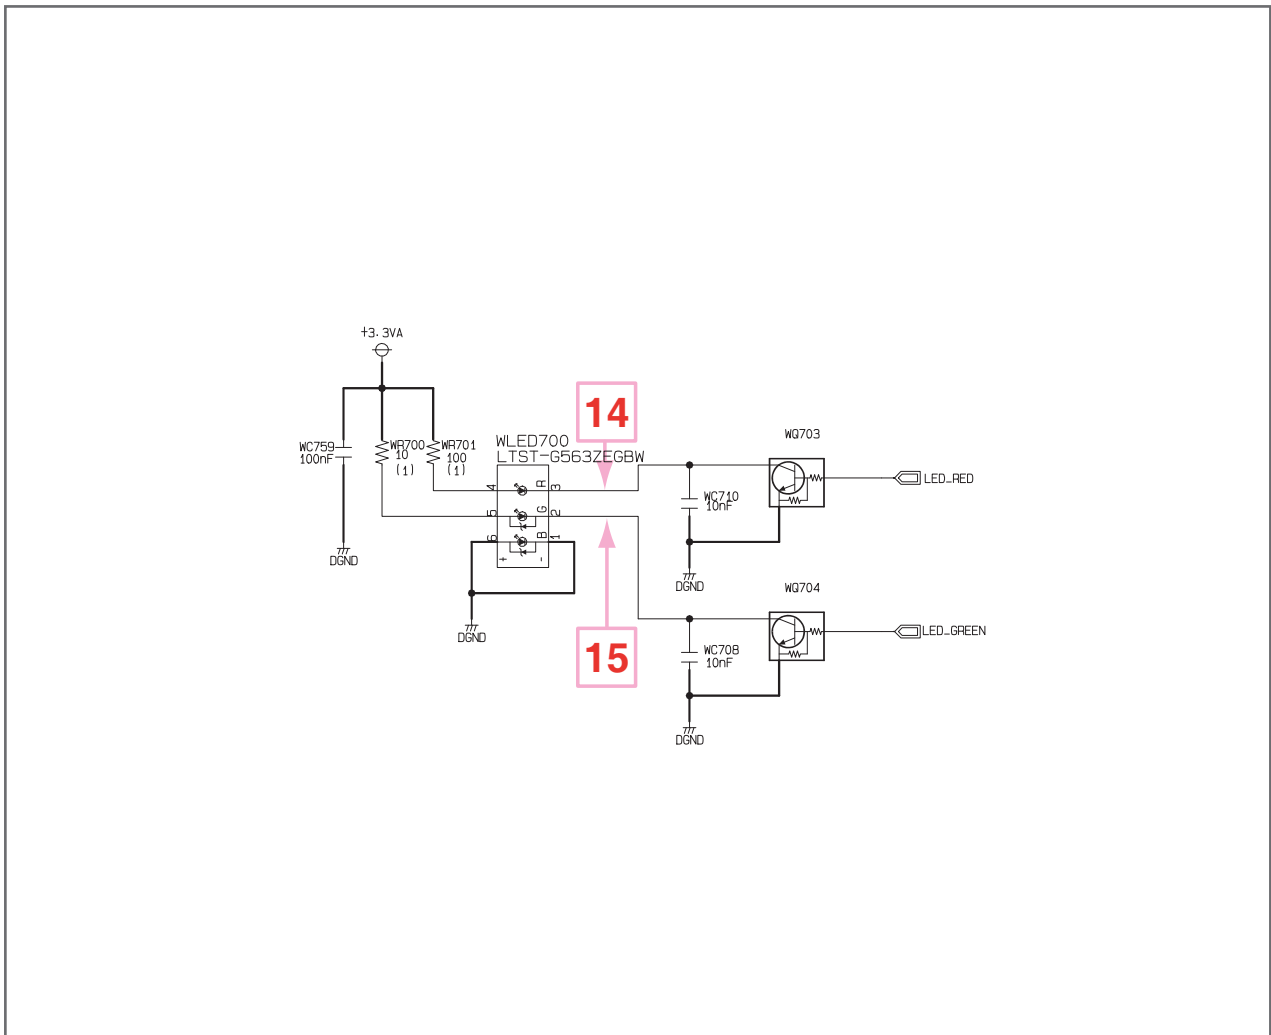 +3.3VA
14
WQ703
WLED700
WC759
WR700
WR701
LTST-G563ZEGBW
100nF
10
100
(1)
(1)
LED_RED
4
R
3
WC710
10nF
5
G
2
6
B
1
+
-
DGND
DGND
WQ704
DGND
LED_GREEN
15
WC708
10nF
DGND